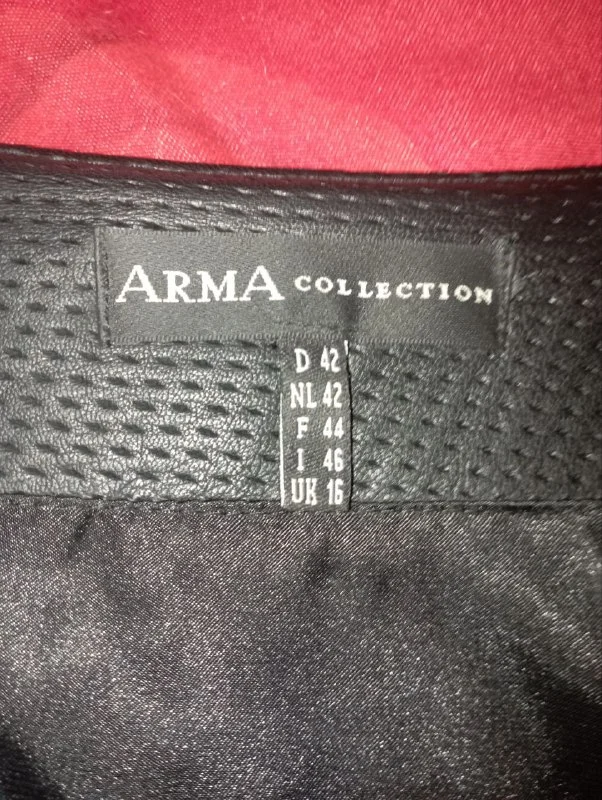 ARMA COLLECTION
D 42
NL 42
F 44
I 46
UK 16